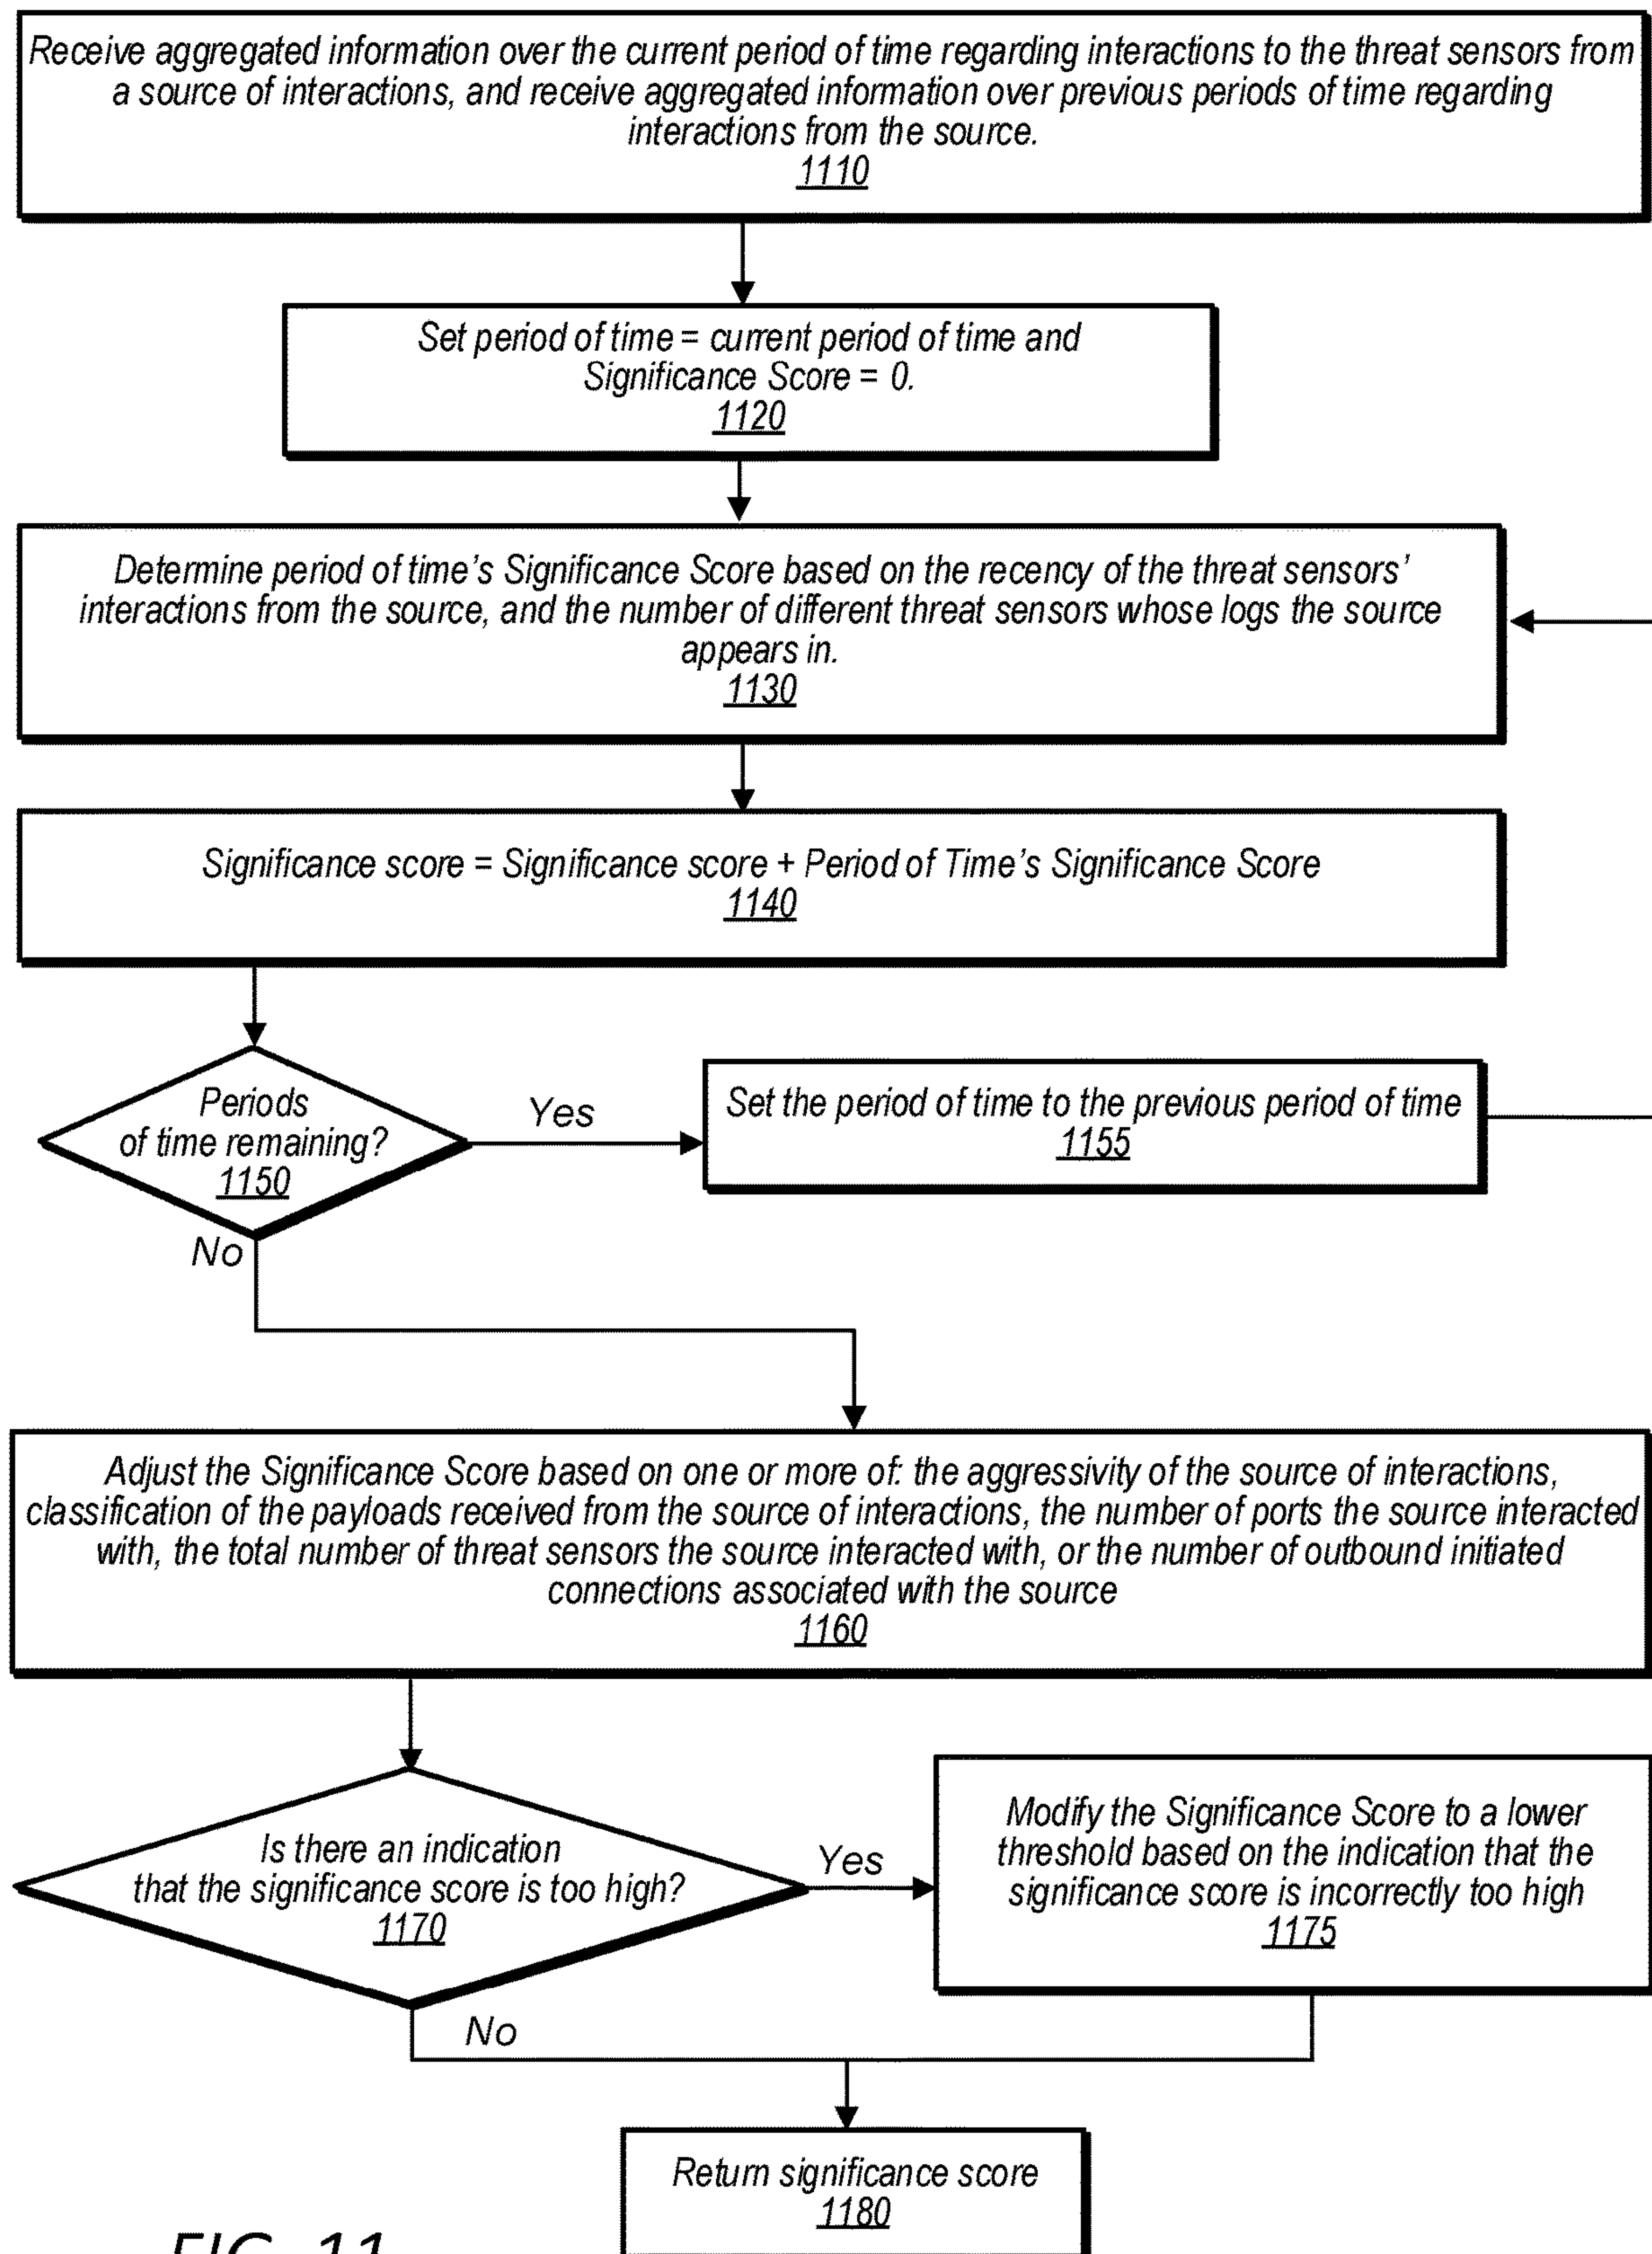 Receive aggregated information over the current period of time regarding interactions to the threat sensors from
a source of interactions, and receive aggregated information over previous periods of time regarding
interactions from the source.
1110
Set period of time = current period of time and
Significance Score = 0.
1120
Determine period of time's Significance Score based on the recency of the threat sensors'
interactions from the source, and the number of different threat sensors whose logs the source
appears in.
1130
Significance score = Significance score + Period of Time's Significance Score
1140
Periods
of time remaining?
1150
Yes
Set the period of time to the previous period of time
1155
No
Adjust the Significance Score based on one or more of: the aggressivity of the source of interactions,
classification of the payloads received from the source of interactions, the number of ports the source interacted
with, the total number of threat sensors the source interacted with, or the number of outbound initiated
connections associated with the source
1160
Is there an indication
that the significance score is too high?
1170
Yes
Modify the Significance Score to a lower
threshold based on the indication that the
significance score is incorrectly too high
1175
No
Return significance score
1180
FIG. 11